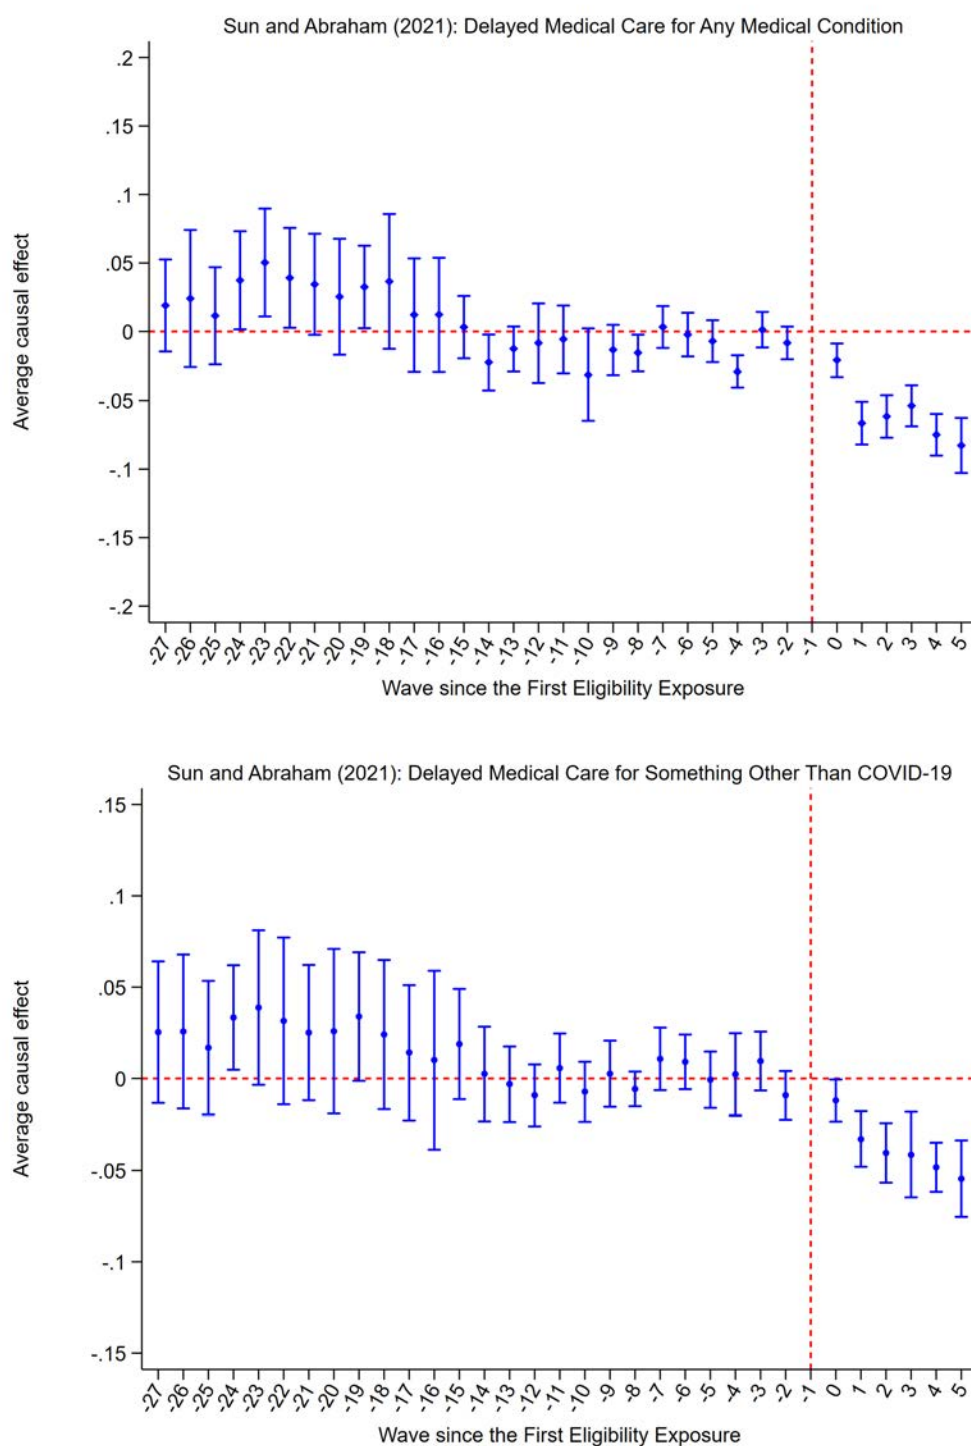 Sun and Abraham (2021): Delayed Medical Care for Any Medical Condition
Average causal effect
.2
.15
.1
.05
0
-.05
-.1
-.15
-.2
-27 -26 -25 -24 -23 -22 -21 -20 -19 -18 -17 -16 -15 -14 -13 -12 -11 -10 -9 -8 -7 -6 -5 -4 -3 -2 -1 0 1 2 3 4 5
Wave since the First Eligibility Exposure
Sun and Abraham (2021): Delayed Medical Care for Something Other Than COVID-19
Average causal effect
.15
.1
.05
0
-.05
-.1
-.15
-27 -26 -25 -24 -23 -22 -21 -20 -19 -18 -17 -16 -15 -14 -13 -12 -11 -10 -9 -8 -7 -6 -5 -4 -3 -2 -1 0 1 2 3 4 5
Wave since the First Eligibility Exposure